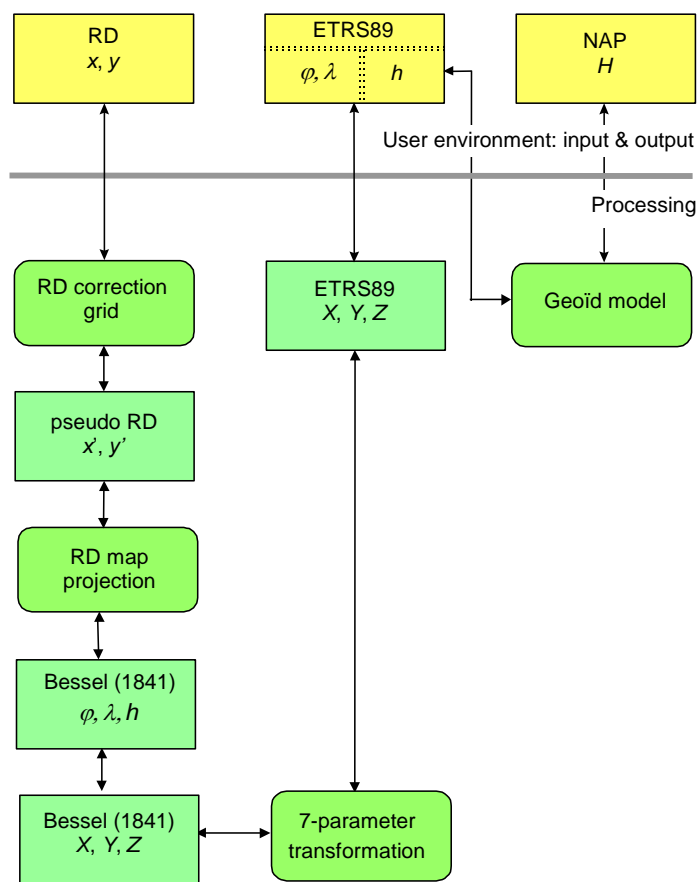 RD
x, y
ETRS89
φ, λ
h
NAP
H
User environment: input & output
Processing
RD correction
grid
ETRS89
X, Y, Z
Geoïd model
pseudo RD
x', y'
RD map
projection
Bessel (1841)
φ, λ, h
Bessel (1841)
X, Y, Z
7-parameter
transformation